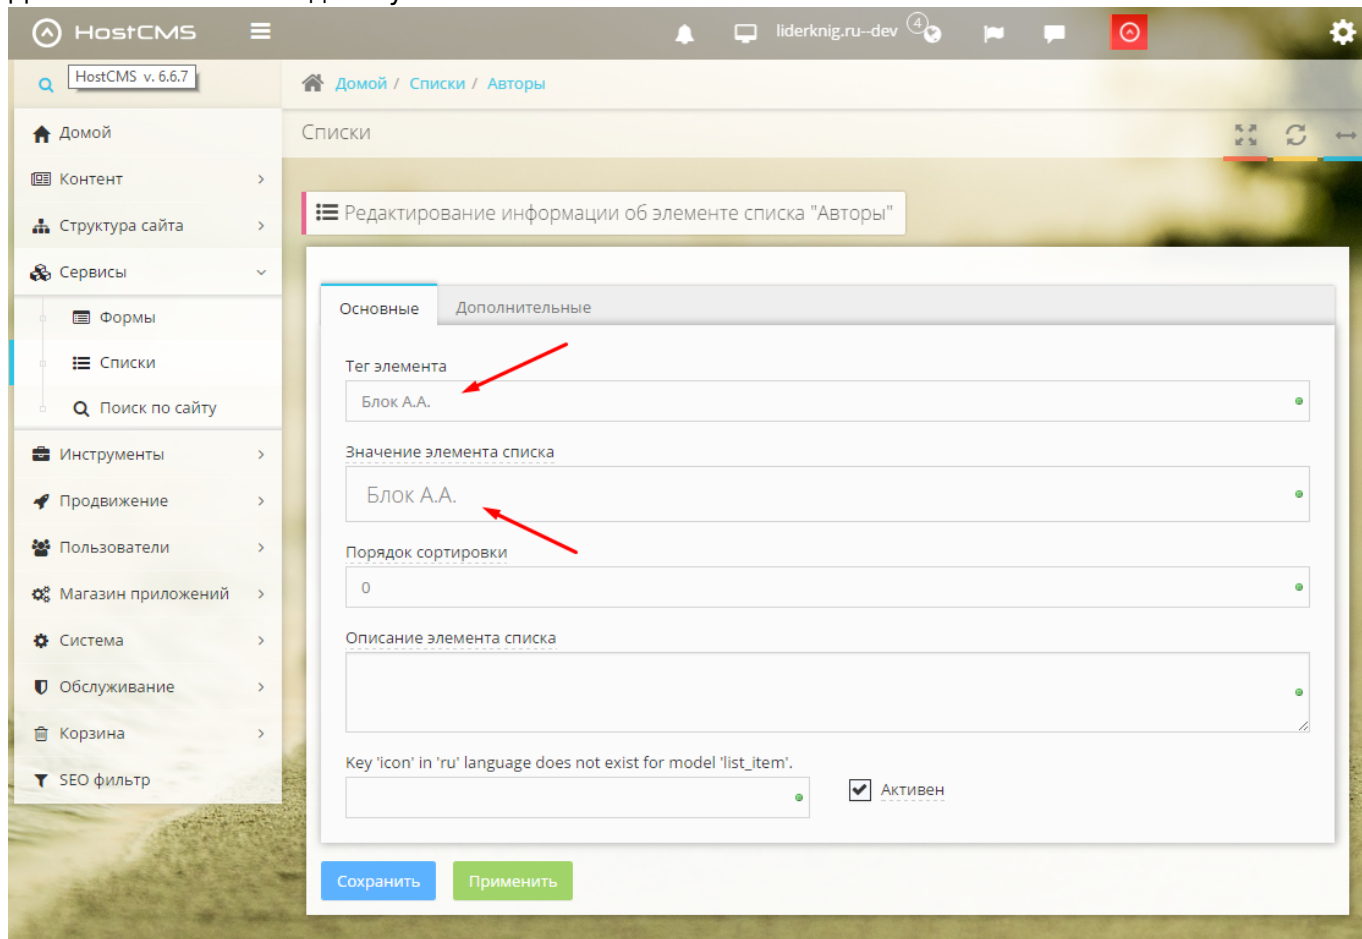 HostCMS
liderknig.ru--dev 4
HostCMS v. 6.6.7
Домой / Списки / Авторы
Домой
Списки
Контент
Структура сайта
Редактирование информации об элементе списка "Авторы"
Сервисы
Формы
Списки
Поиск по сайту
Инструменты
Продвижение
Пользователи
Магазин приложений
Система
Обслуживание
Корзина
SEO фильтр
Основные
Дополнительные
Тег элемента
Блок А.А.
Значение элемента списка
Блок А.А.
Порядок сортировки
0
Описание элемента списка
Key 'icon' in 'ru' language does not exist for model 'list_item'.
Активен
Сохранить
Применить